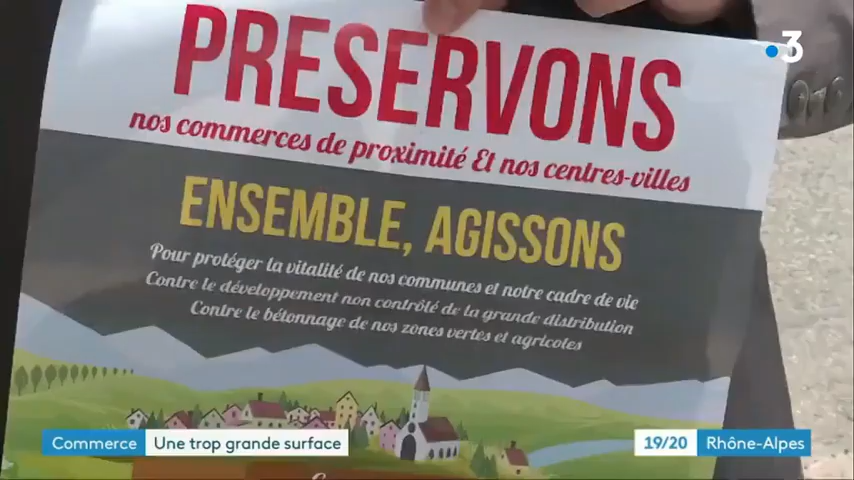 3
PRESERVONS
nos commerces de proximité Et nos centres-villes
ENSEMBLE, AGISSONS
Pour protéger la vitalité de nos communes et notre cadre de vie
Contre le développement non contrôlé de la grande distribution
Contre le bétonnage de nos zones vertes et agricoles
Commerce Une trop grande surface
19/20 Rhône-Alpes